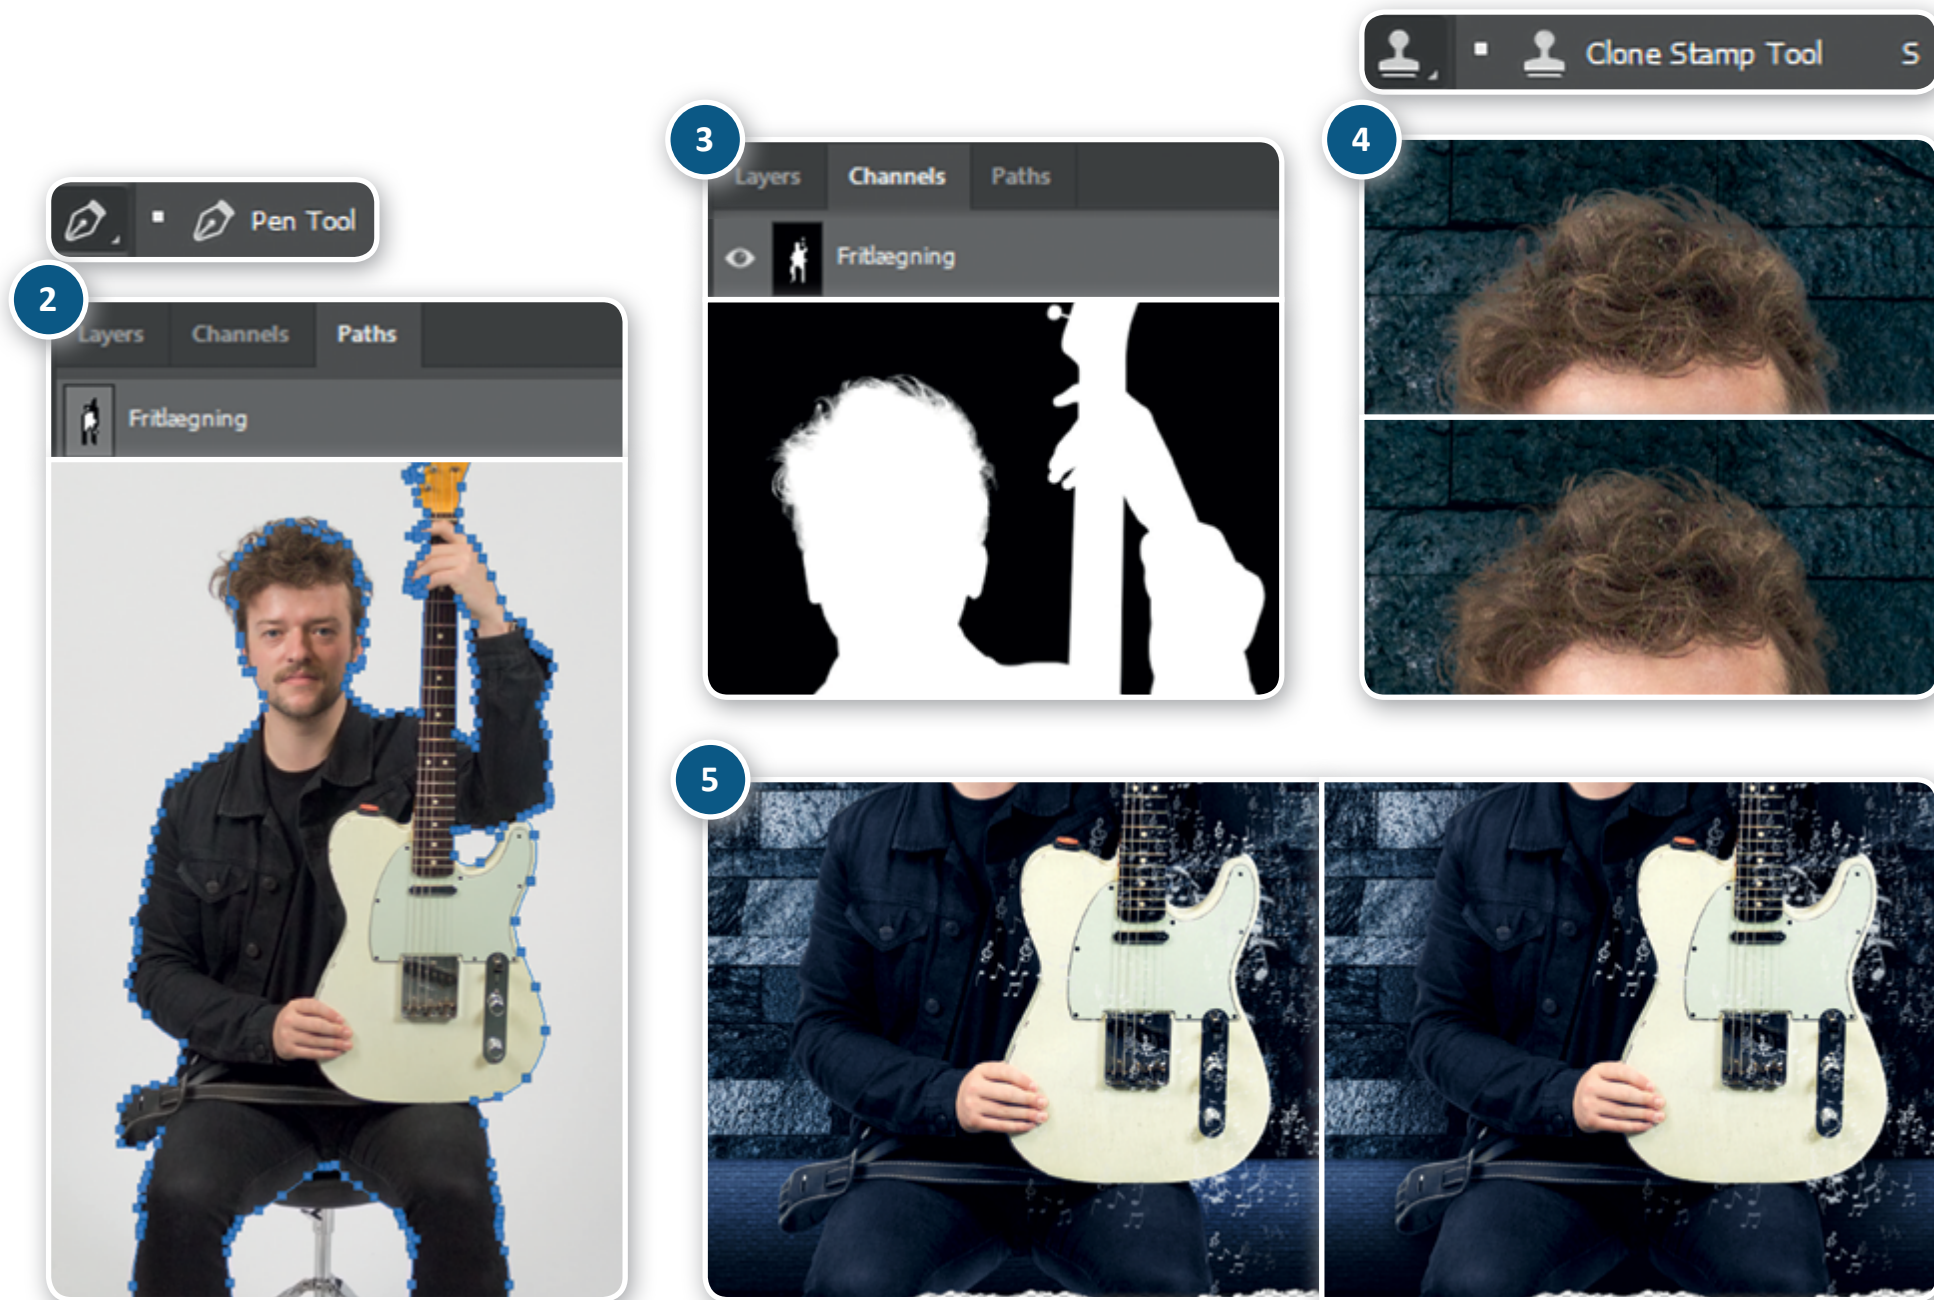 Pen Tool
2
Layers Channels Paths
Fritlægning
3
Layers Channels Paths
Fritlægning
Clone Stamp Tool S
4
5